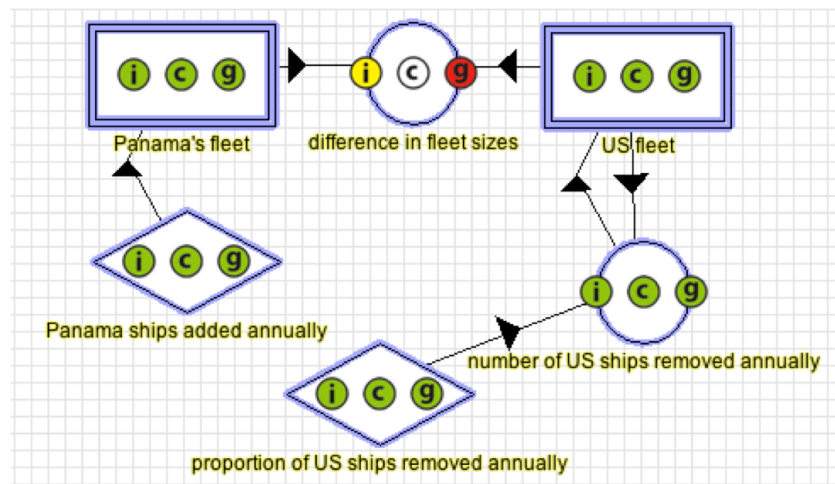 i c g
i c g
i c g
Panama's fleet
difference in fleet sizes
US fleet
i c g
Panama ships added annually
i c g
number of US ships removed annually
i c g
proportion of US ships removed annually